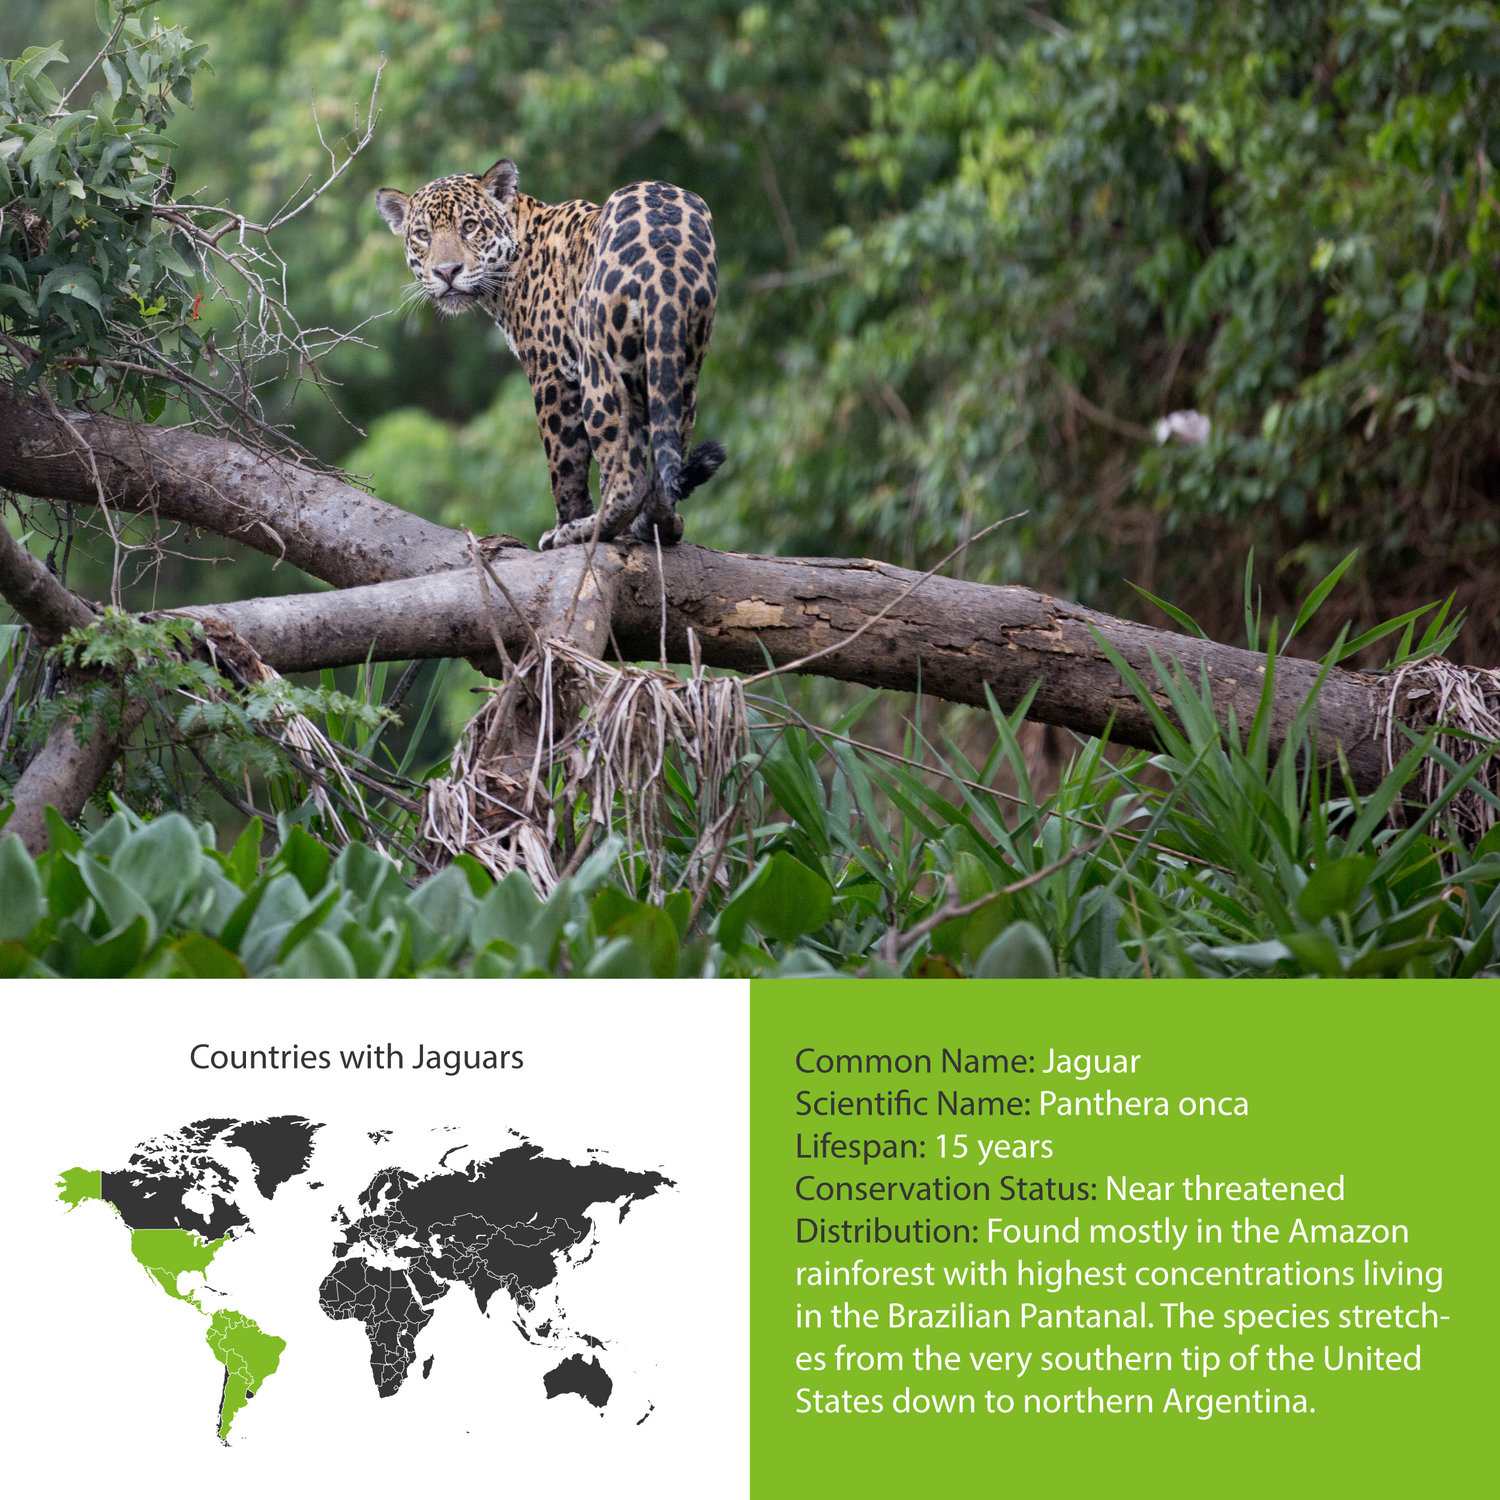 Countries with Jaguars
Common Name: Jaguar
Scientific Name: Panthera onca
Lifespan: 15 years
Conservation Status: Near threatened
Distribution: Found mostly in the Amazon
rainforest with highest concentrations living
in the Brazilian Pantanal. The species stretch-
es from the very southern tip of the United
States down to northern Argentina.